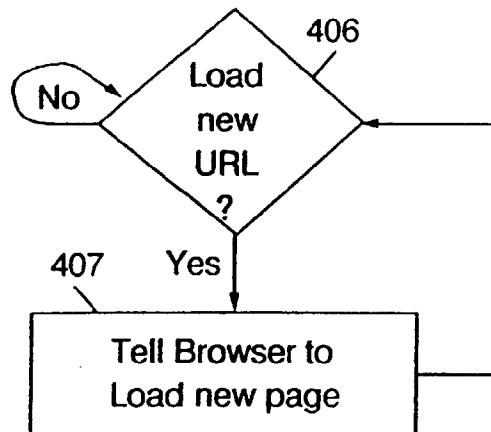 406
Load
No
new
URL
?
407
Yes
Tell Browser to
Load new page